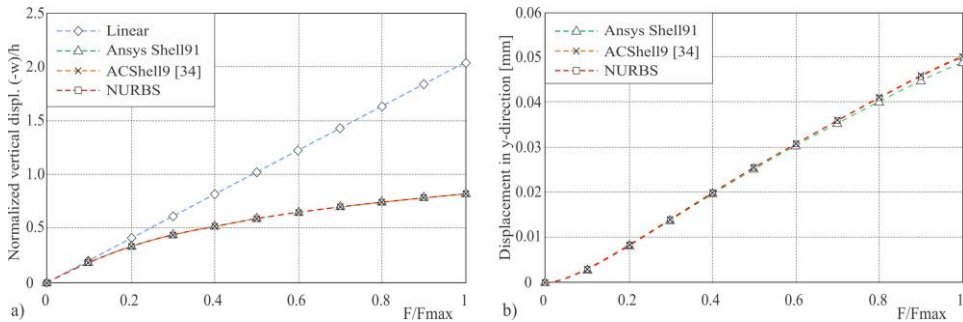 2.5
2.0
1.5
1.0
0.5
0
Normalized vertical displ. (-w)/h
Linear
Ansys Shell91
ACShell9 [34]
NURBS
0 0.2 0.4 0.6 0.8 1
F/Fmax
a)
0.06
0.05
0.04
0.03
0.02
0.01
0
Displacement in y-direction [mm]
Ansys Shell91
ACShell9 [34]
NURBS
0 0.2 0.4 0.6 0.8 1
F/Fmax
b)